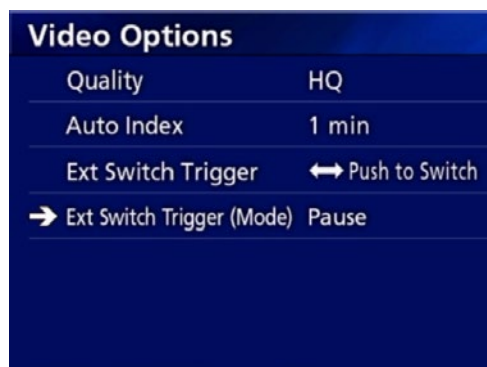 Video Options
Quality HQ
Auto Index 1 min
Ext Switch Trigger ↔ Push to Switch
→ Ext Switch Trigger (Mode) Pause